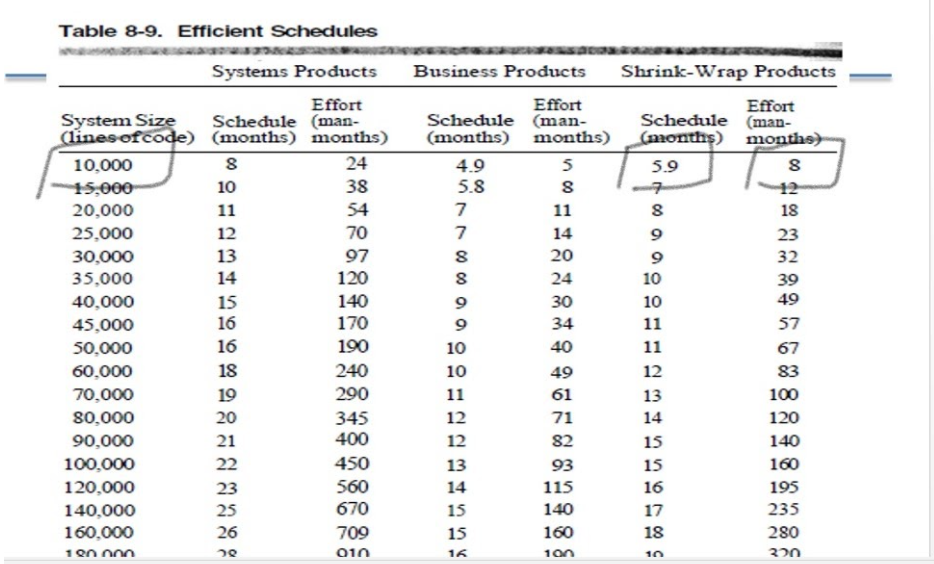 Table 8-9. Efficient Schedules
Systems Products Business Products Shrink-Wrap Products
System Size (lines of code) Schedule (months) Effort (man-months) Schedule (months) Effort (man-months) Schedule (months) Effort (man-months)
10,000 8 24 4.9 5 5.9 8
15,000 10 38 5.8 8 7 12
20,000 11 54 7 11 8 18
25,000 12 70 7 14 9 23
30,000 13 97 8 20 9 32
35,000 14 120 8 24 10 39
40,000 15 140 9 30 10 49
45,000 16 170 9 34 11 57
50,000 16 190 10 40 11 67
60,000 18 240 10 49 12 83
70,000 19 290 11 61 13 100
80,000 20 345 12 71 14 120
90,000 21 400 12 82 15 140
100,000 22 450 13 93 15 160
120,000 23 560 14 115 16 195
140,000 25 670 15 140 17 235
160,000 26 709 15 160 18 280
180,000 28 910 16 190 19 320